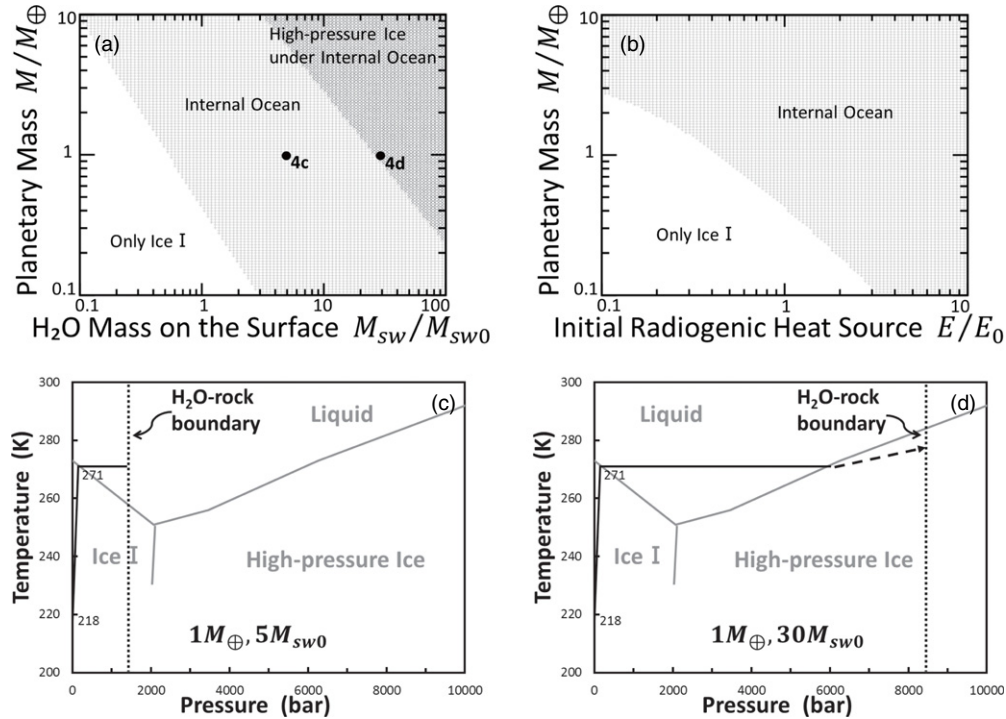 (a)
10
1
0.1
Planetary Mass M/M⊕
High-pressure Ice
under Internal Ocean
Internal Ocean
4c
4d
Only Ice I
0.1
1
10
100
H₂O Mass on the Surface M_sw/M_sw0
(b)
10
1
0.1
Planetary Mass M/M⊕
Internal Ocean
Only Ice I
0.1
1
10
Initial Radiogenic Heat Source E/E₀
(c)
300
280
260
240
220
200
Temperature (K)
H₂O-rock
boundary
Liquid
271
Ice I
High-pressure Ice
218
1M⊕, 5M_sw0
0
2000
4000
6000
8000
10000
Pressure (bar)
(d)
300
280
260
240
220
200
Temperature (K)
H₂O-rock
boundary
Liquid
271
Ice I
High-pressure Ice
218
1M⊕, 30M_sw0
0
2000
4000
6000
8000
10000
Pressure (bar)